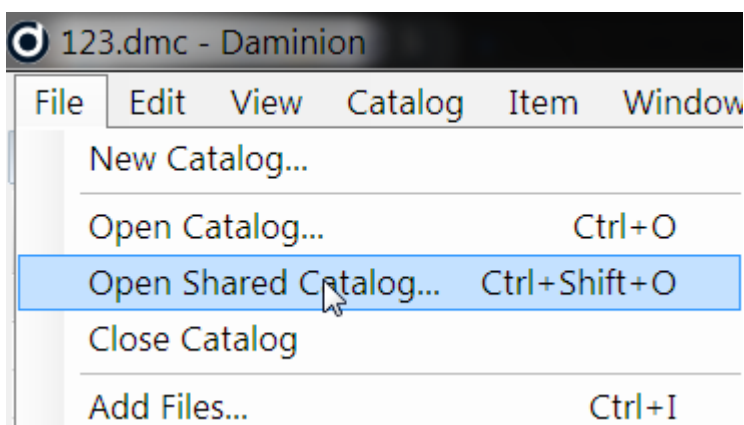 123.dmc - Daminion
File Edit View Catalog Item Window
New Catalog...
Open Catalog... Ctrl+O
Open Shared Catalog... Ctrl+Shift+O
Close Catalog
Add Files... Ctrl+I